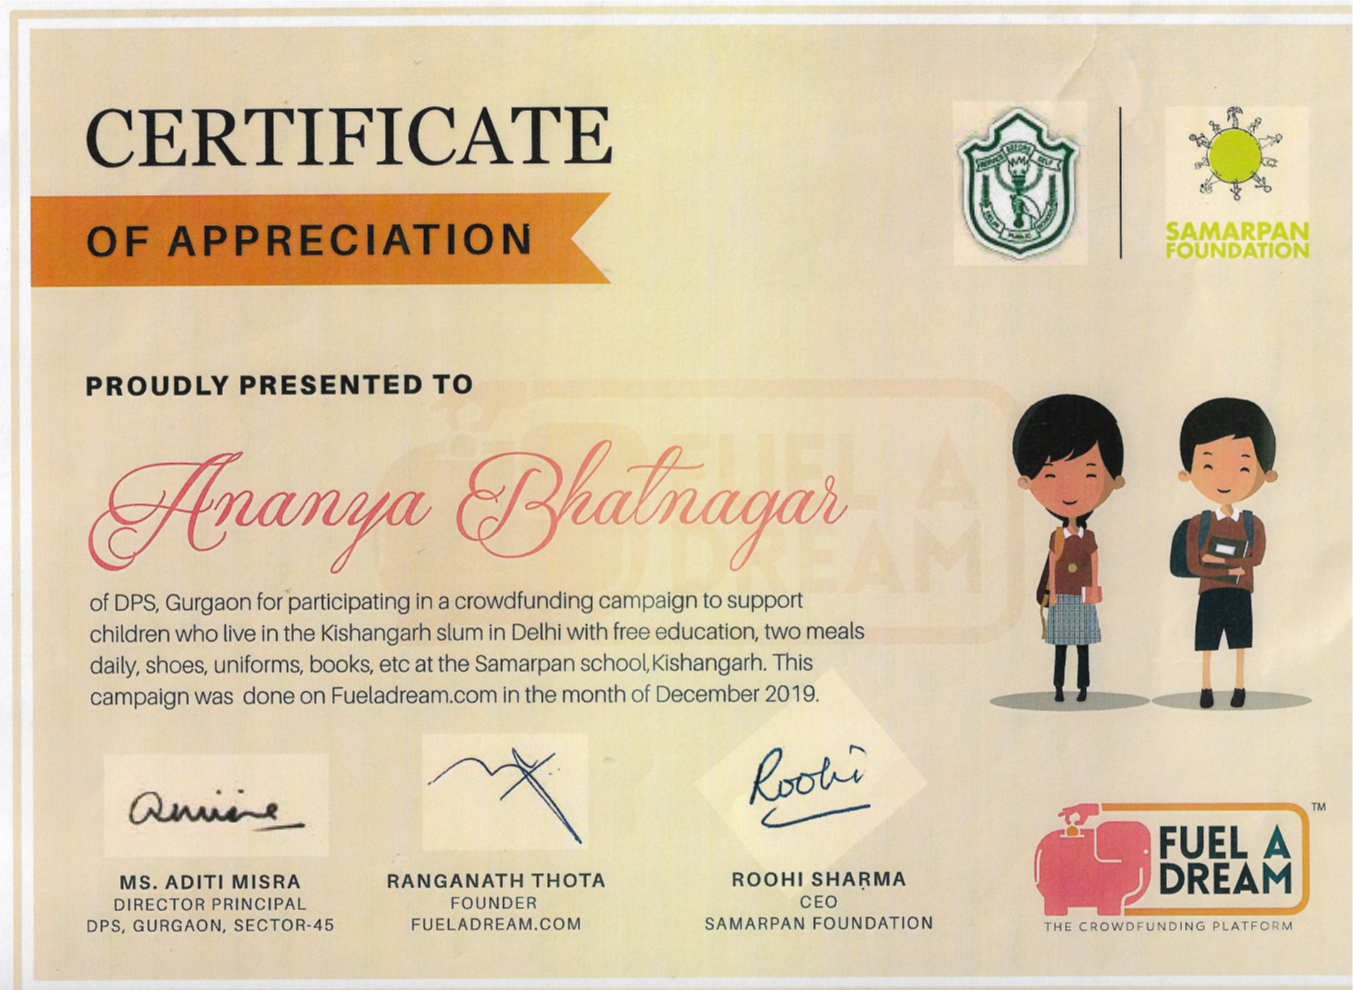 CERTIFICATE
OF APPRECIATION
SERVICE BEFORE SELF
DELHI PUBLIC SCHOOL
SAMARPAN
FOUNDATION
PROUDLY PRESENTED TO
Ananya Bhatnagar
FUEL A
DREAM
of DPS, Gurgaon for participating in a crowdfunding campaign to support
children who live in the Kishangarh slum in Delhi with free education, two meals
daily, shoes, uniforms, books, etc at the Samarpan school,Kishangarh. This
campaign was done on Fueladream.com in the month of December 2019.
Roohi
MS. ADITI MISRA
DIRECTOR PRINCIPAL
DPS, GURGAON, SECTOR-45
RANGANATH THOTA
FOUNDER
FUELADREAM.COM
ROOHI SHARMA
CEO
SAMARPAN FOUNDATION
FUEL A
DREAM
TM
THE CROWDFUNDING PLATFORM